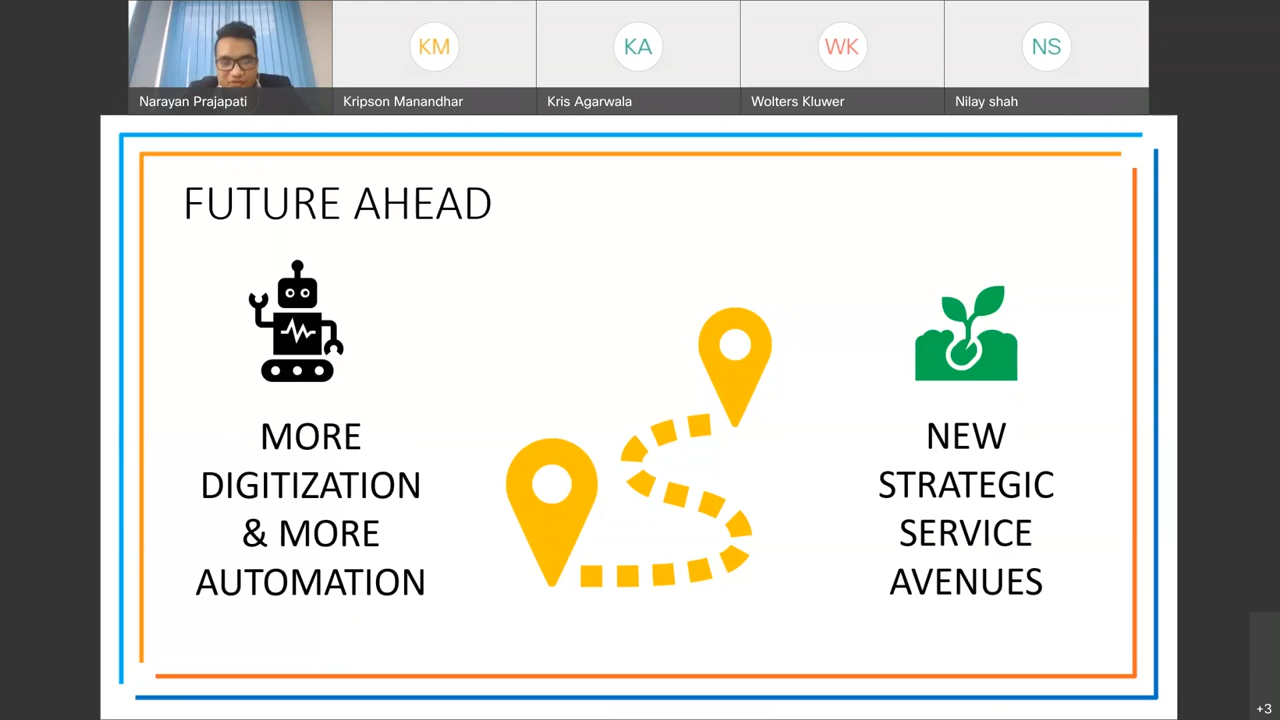 KM
KA
WK
NS
Narayan Prajapati
Kripson Manandhar
Kris Agarwala
Wolters Kluwer
Nilay shah
FUTURE AHEAD
MORE
DIGITIZATION
& MORE
AUTOMATION
NEW
STRATEGIC
SERVICE
AVENUES
+3